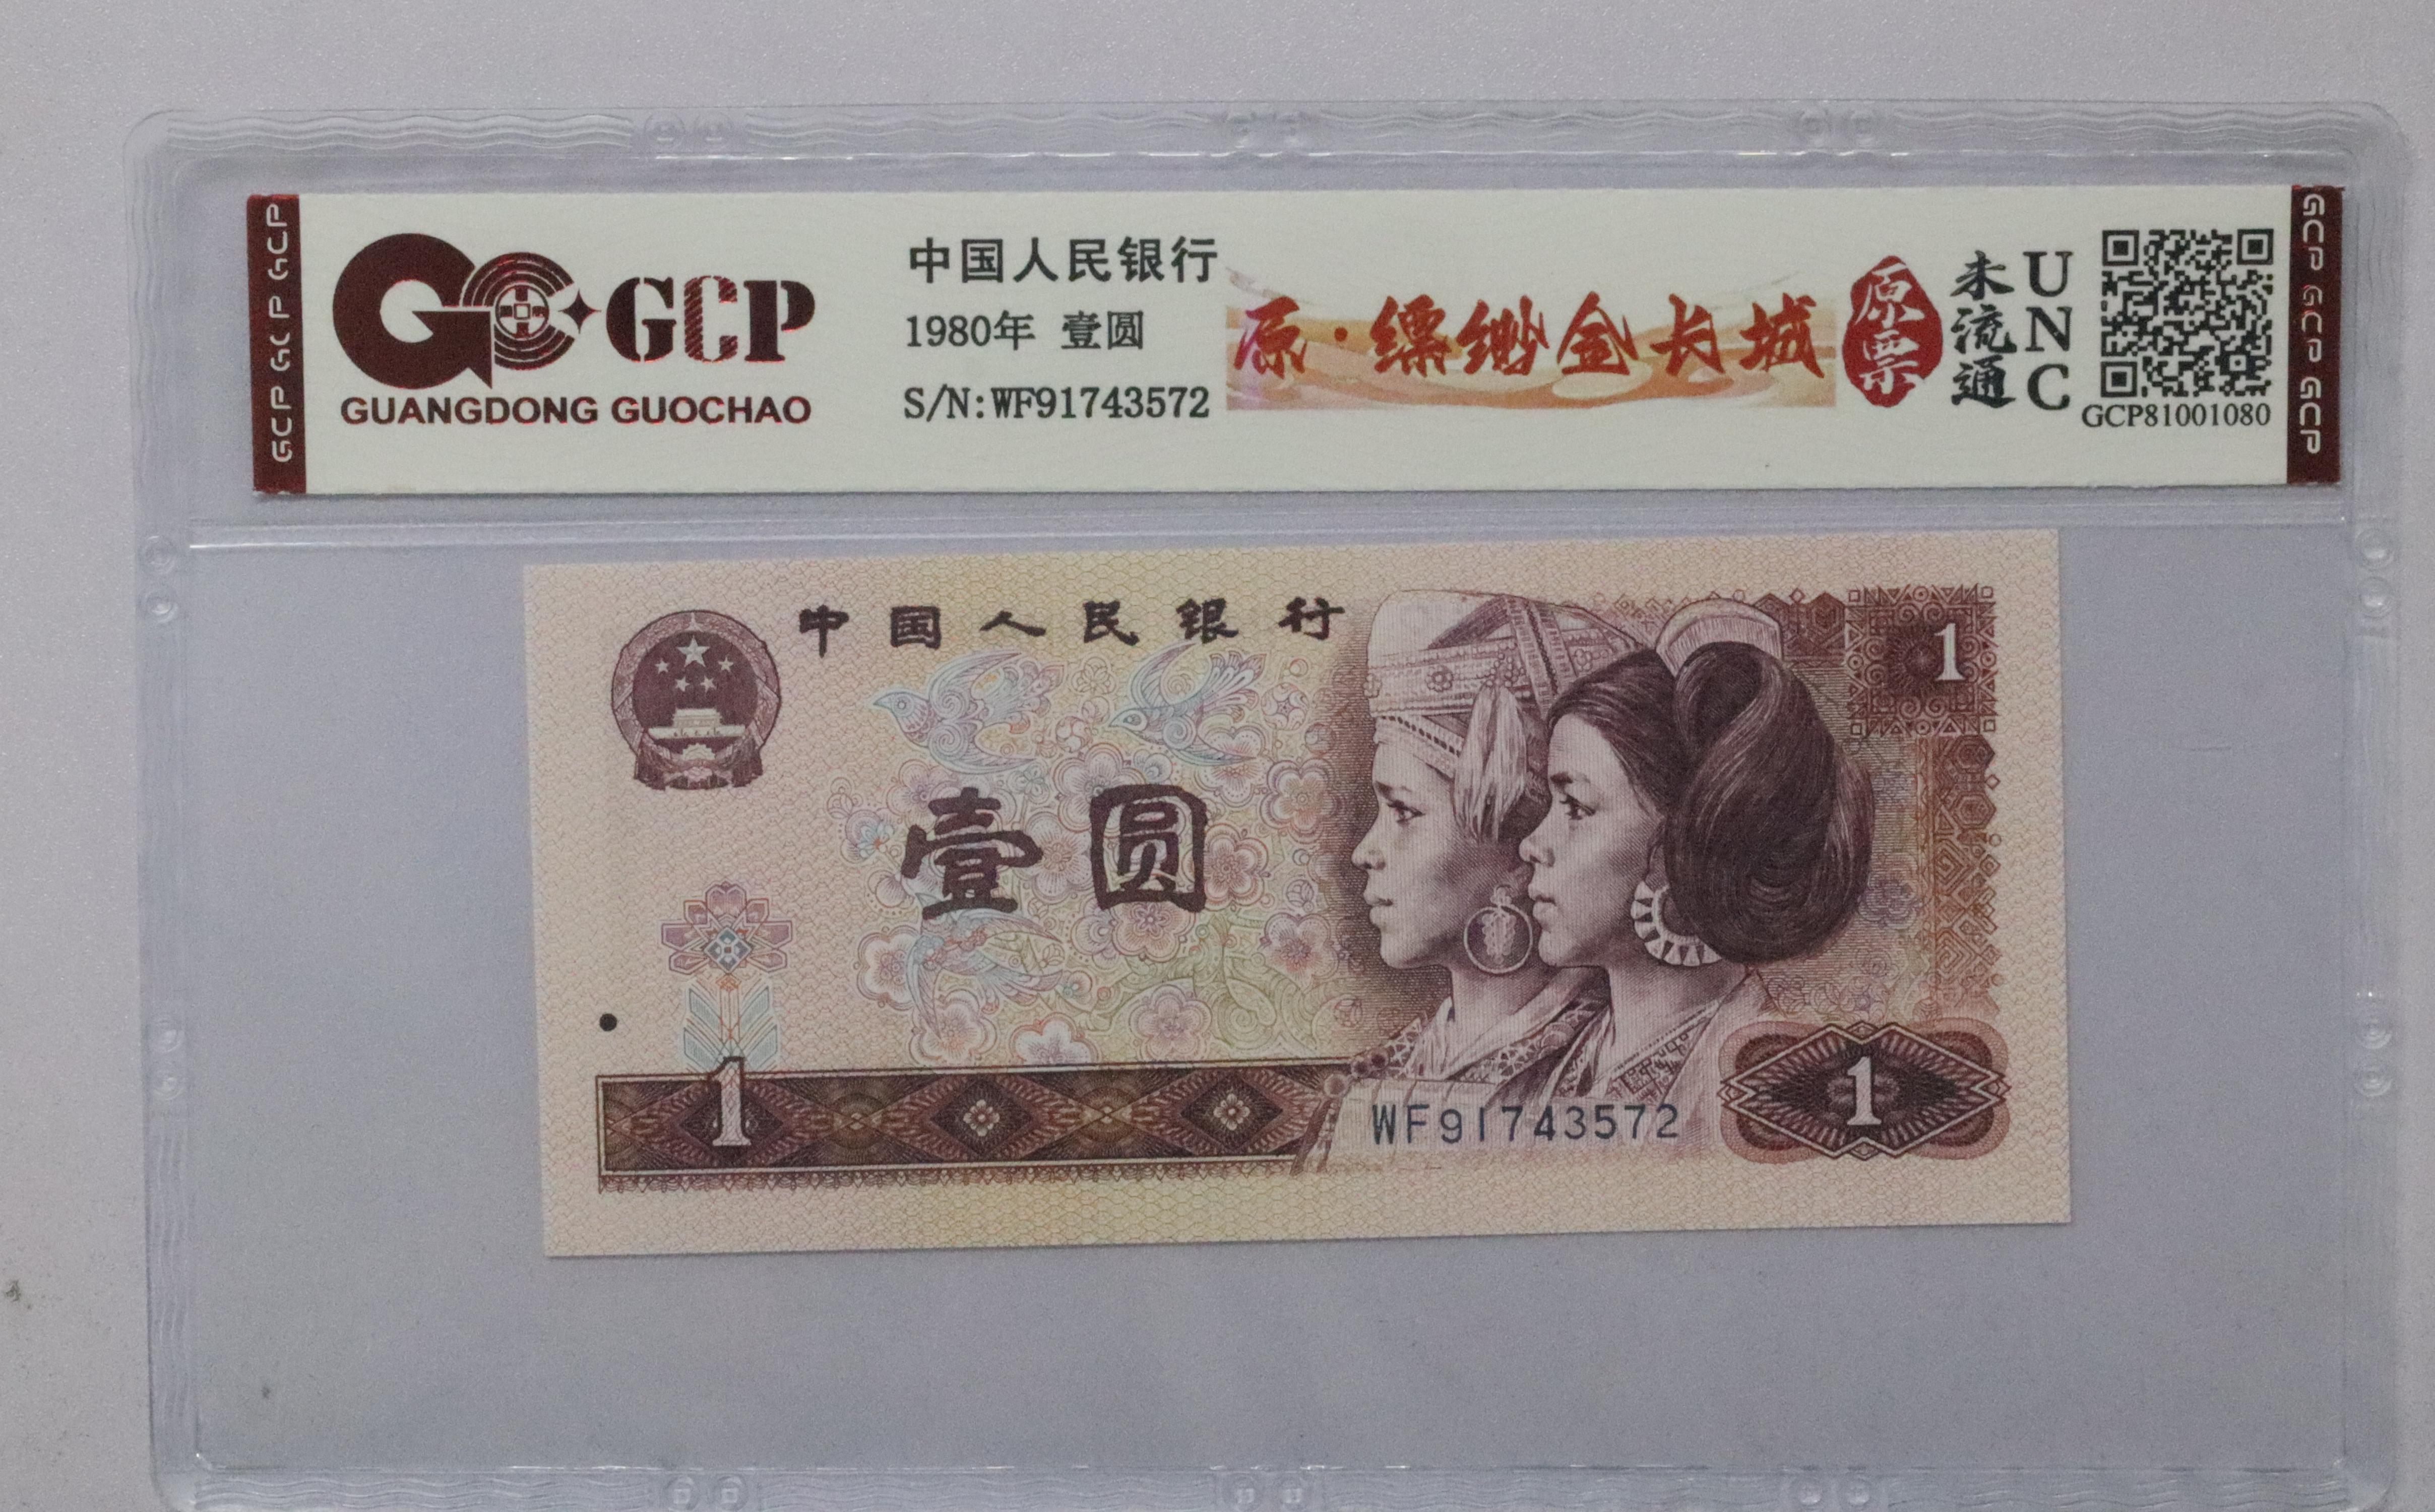 GCP GCP GCP
GCP
GUANGDONG GUOCHAO
中国人民银行
1980年 壹圆
S/N:WF91743572
原·缥缈金长城
原票
未流通
UNC
GCP81001080
GCP GCP GCP
中国人民银行
1
壹圆
1
WF91743572
1